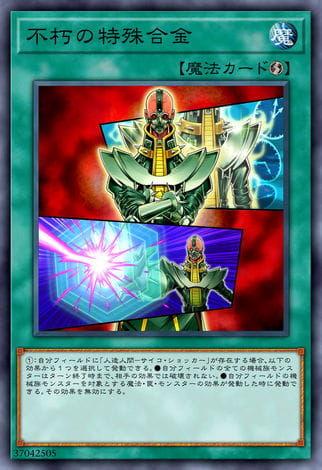 不朽の特殊合金
魔
【魔法カード】
①:自分フィールドに「人造人間-サイコ・ショッカー」が存在する場合、以下の
効果から１つを選択して発動できる。●自分フィールドの全ての機械族モン
スターはターン終了時まで、相手の効果では破壊されない。●自分フィールドの機
械族モンスターを対象とする魔法・罠・モンスターの効果が発動した時に発動で
きる。その効果を無効にする。
37042505